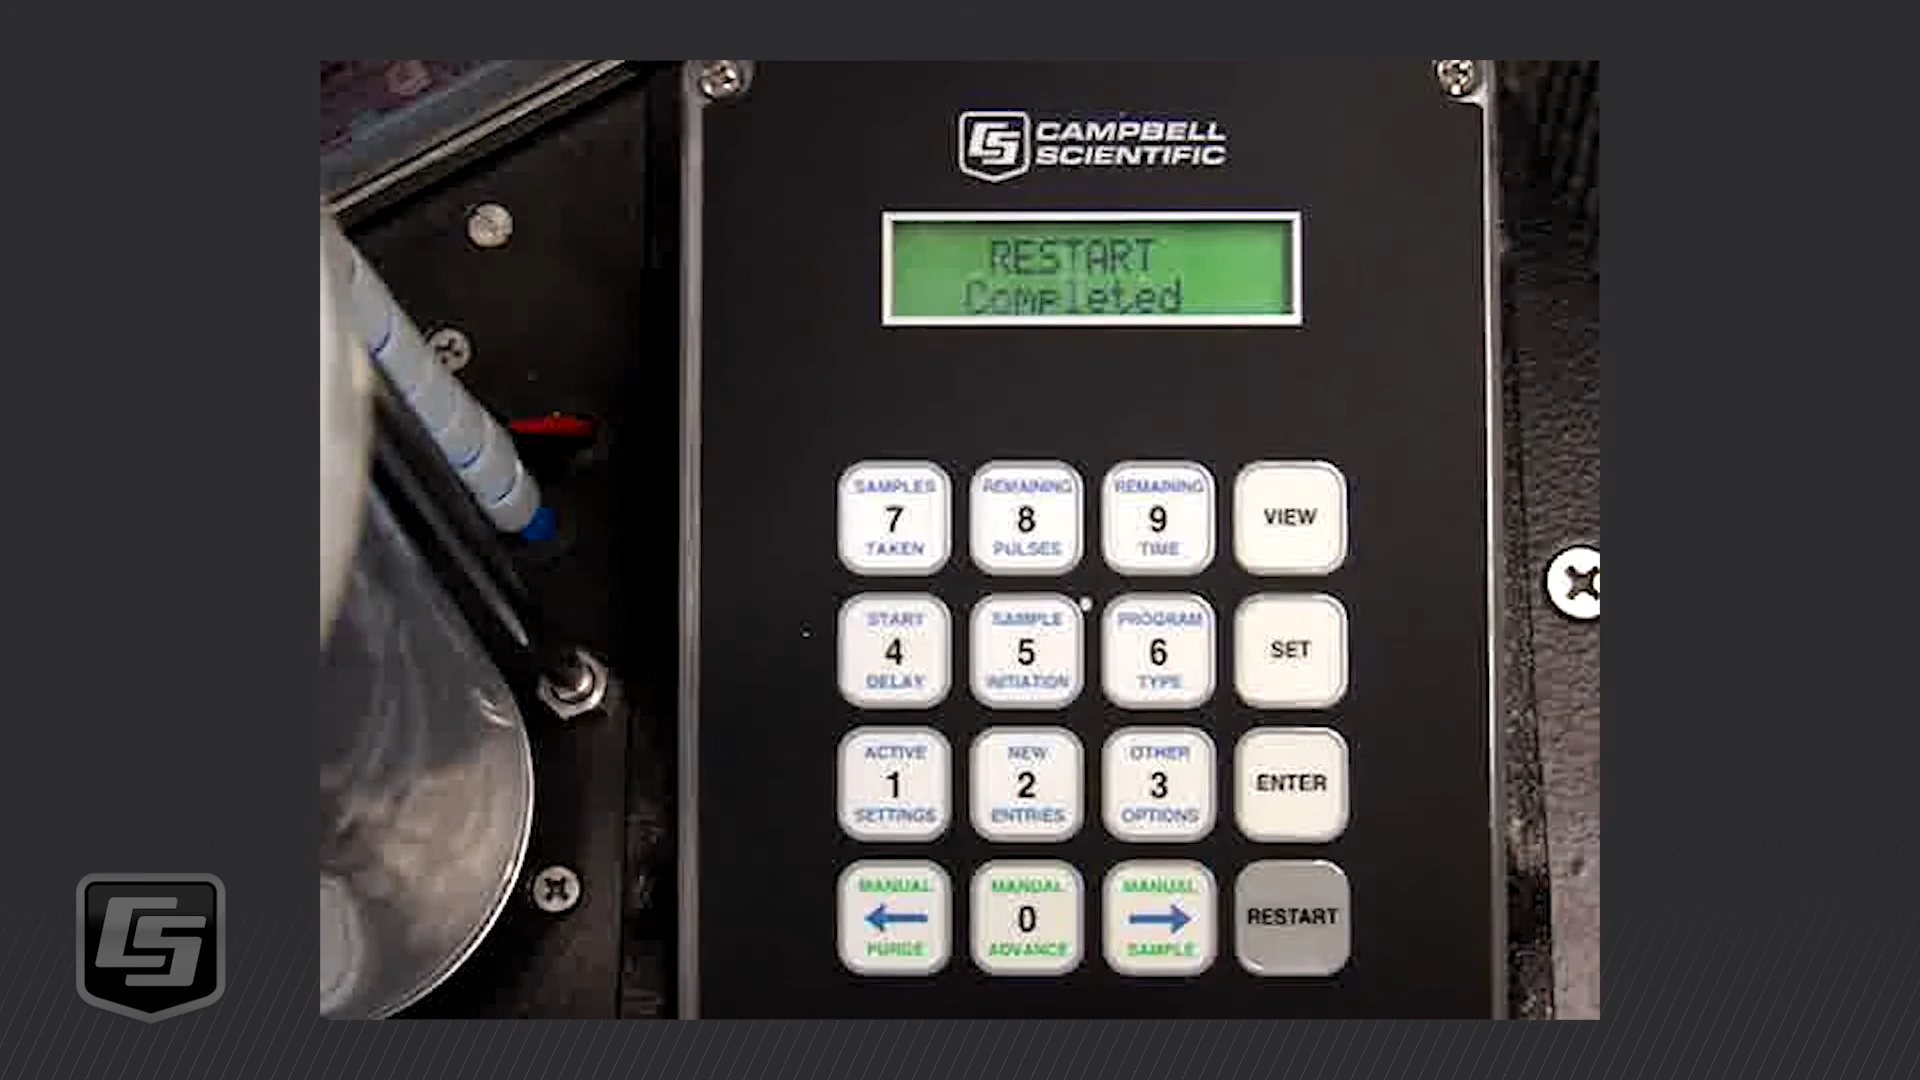 CAMPBELL
SCIENTIFIC
RESTART
Completed
SAMPLES
7
TAKEN
REMAINING
8
PULSES
REMAINING
9
TIME
VIEW
START
4
DELAY
SAMPLE
5
INITIATION
PROGRAM
6
TYPE
SET
ACTIVE
1
SETTINGS
NEW
2
ENTRIES
OTHER
3
OPTIONS
ENTER
MANUAL
←
PURGE
MANUAL
0
ADVANCE
MANUAL
→
SAMPLE
RESTART
CS